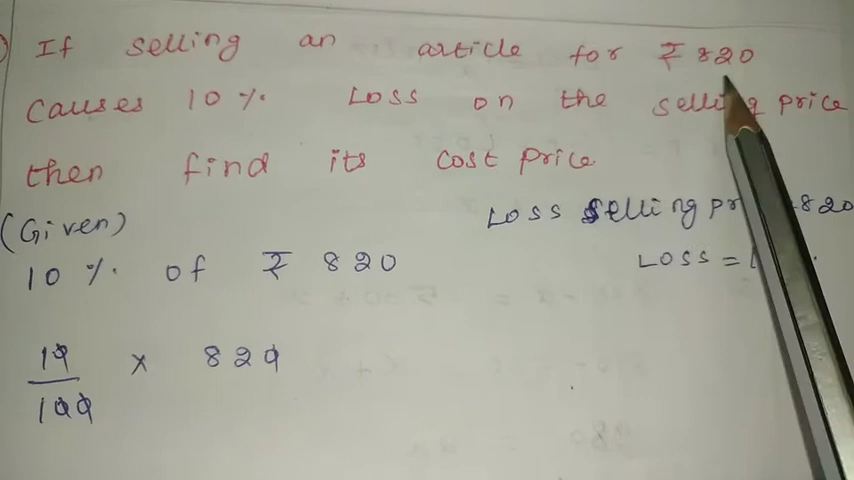 If selling an article for ₹ 820
Causes 10 %. Loss on the selling price
then find its cost price
(Given)
Loss selling 820
10 %. of ₹ 820
Loss =
10 × 820
100